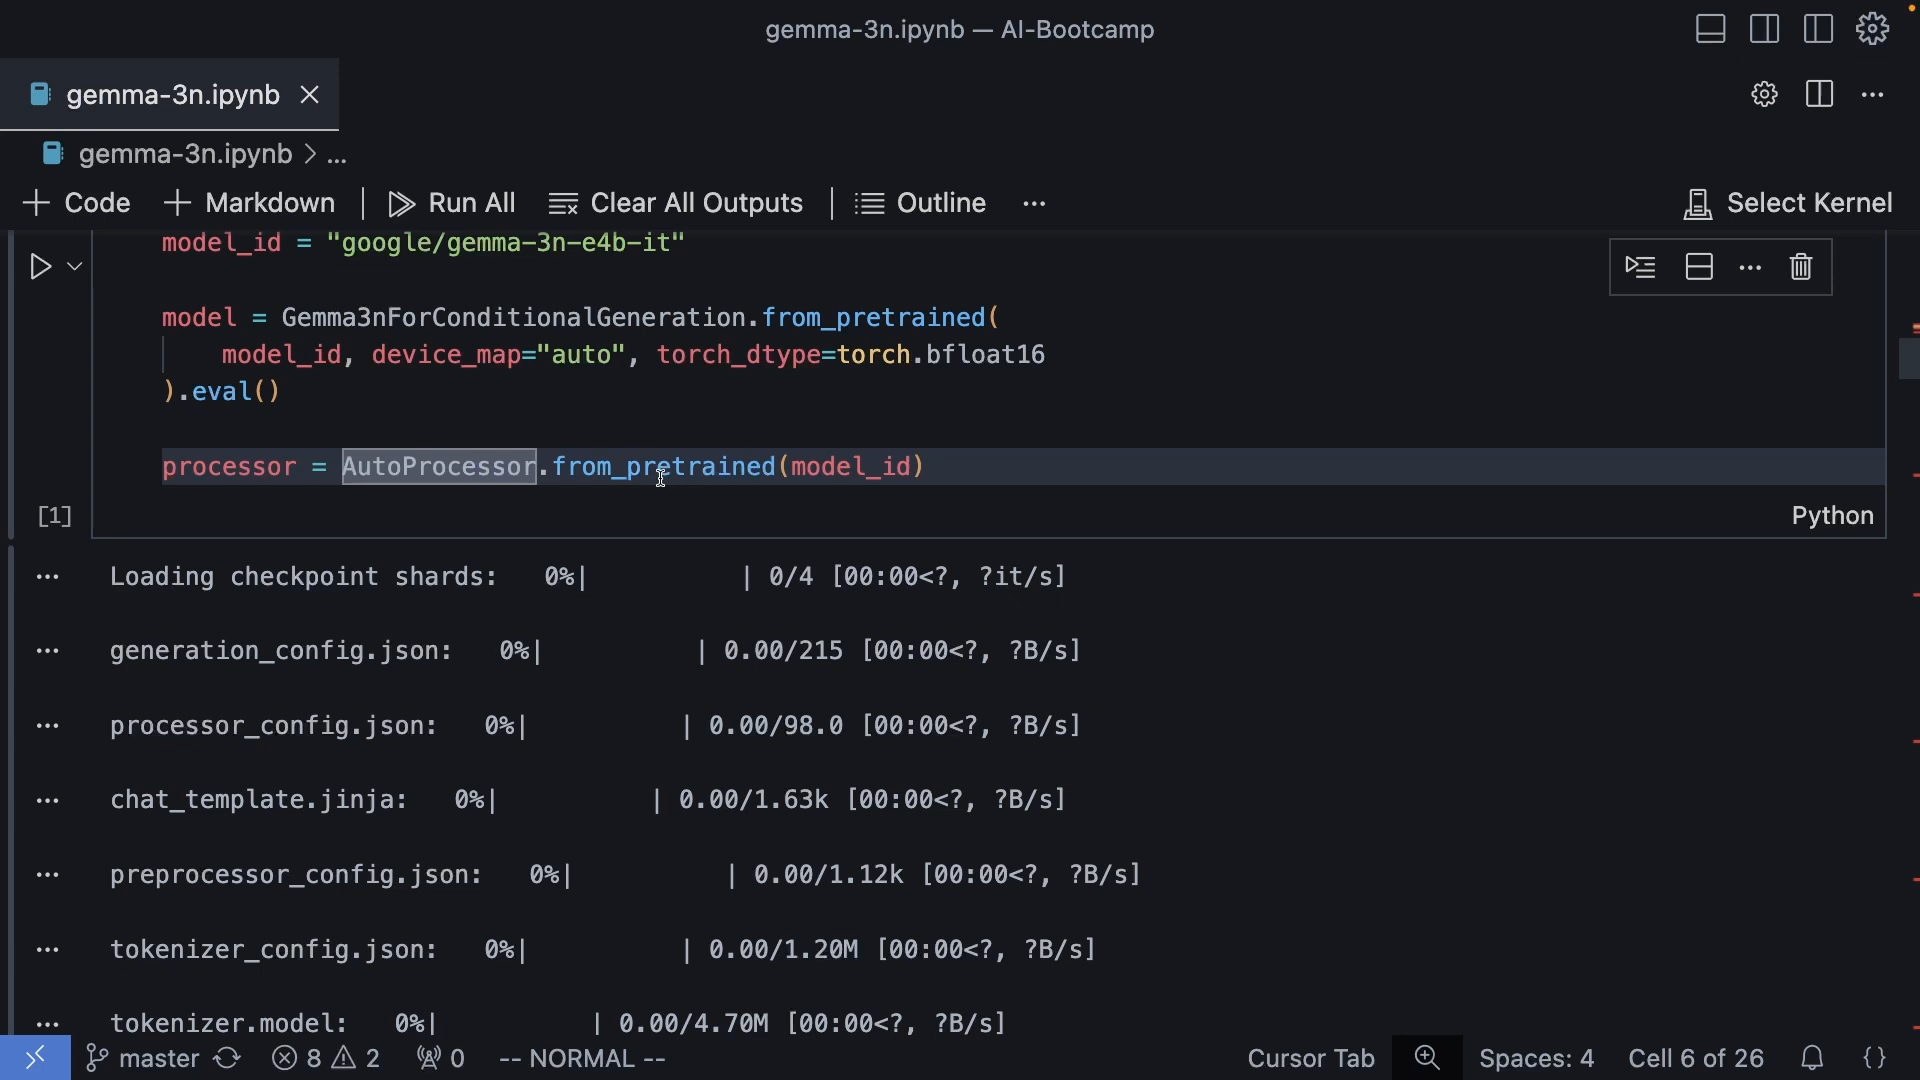 gemma-3n.ipynb — AI-Bootcamp
gemma-3n.ipynb
gemma-3n.ipynb > ...
Code Markdown Run All Clear All Outputs Outline ... Select Kernel
model_id = "google/gemma-3n-e4b-it"
model = Gemma3nForConditionalGeneration.from_pretrained(
model_id, device_map="auto", torch_dtype=torch.bfloat16
).eval()
processor = AutoProcessor.from_pretrained(model_id)
[1] Python
... Loading checkpoint shards: 0%| | 0/4 [00:00<?, ?it/s]
... generation_config.json: 0%| | 0.00/215 [00:00<?, ?B/s]
... processor_config.json: 0%| | 0.00/98.0 [00:00<?, ?B/s]
... chat_template.jinja: 0%| | 0.00/1.63k [00:00<?, ?B/s]
... preprocessor_config.json: 0%| | 0.00/1.12k [00:00<?, ?B/s]
... tokenizer_config.json: 0%| | 0.00/1.20M [00:00<?, ?B/s]
... tokenizer.model: 0%| | 0.00/4.70M [00:00<?, ?B/s]
master 8 2 0 -- NORMAL -- Cursor Tab Spaces: 4 Cell 6 of 26 {}